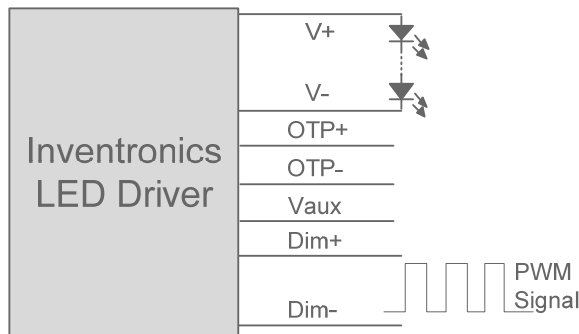 V+
V-
Inventronics
LED Driver
OTP+
OTP-
Vaux
Dim+
PWM
Signal
Dim-